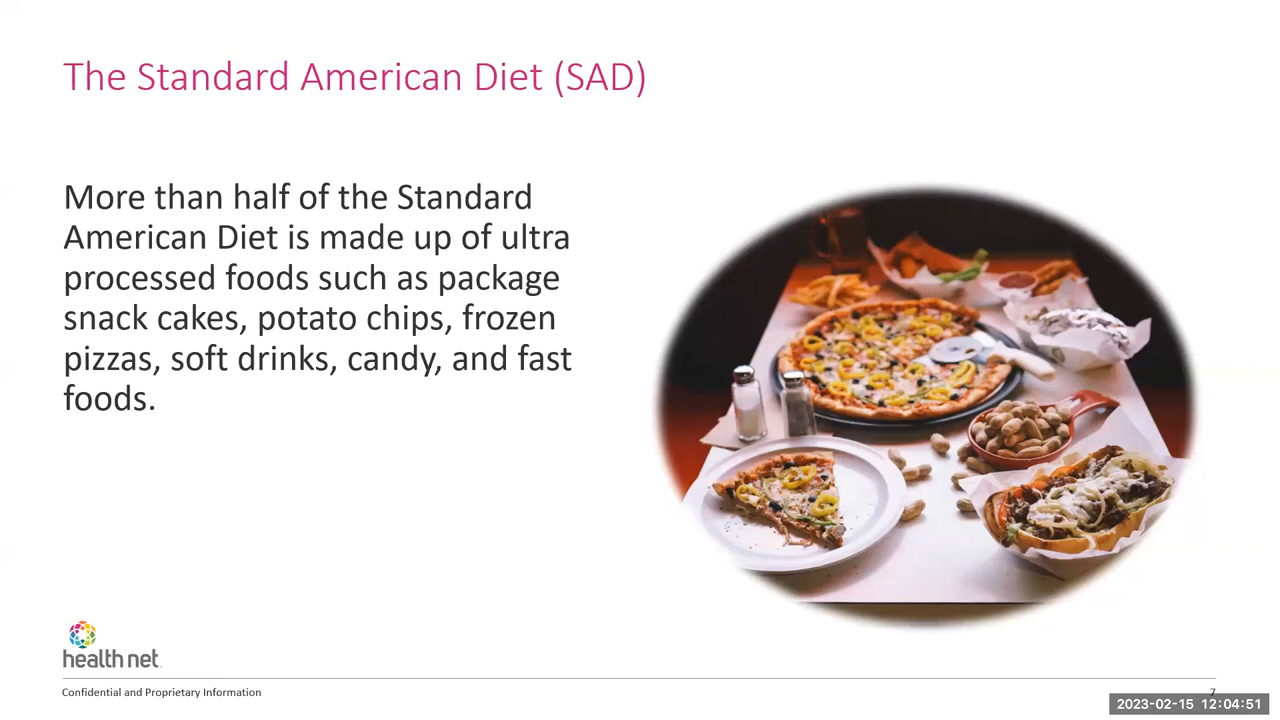 The Standard American Diet (SAD)
More than half of the Standard
American Diet is made up of ultra
processed foods such as package
snack cakes, potato chips, frozen
pizzas, soft drinks, candy, and fast
foods.
health net
Confidential and Proprietary Information
7
2023-02-15 12:04:51